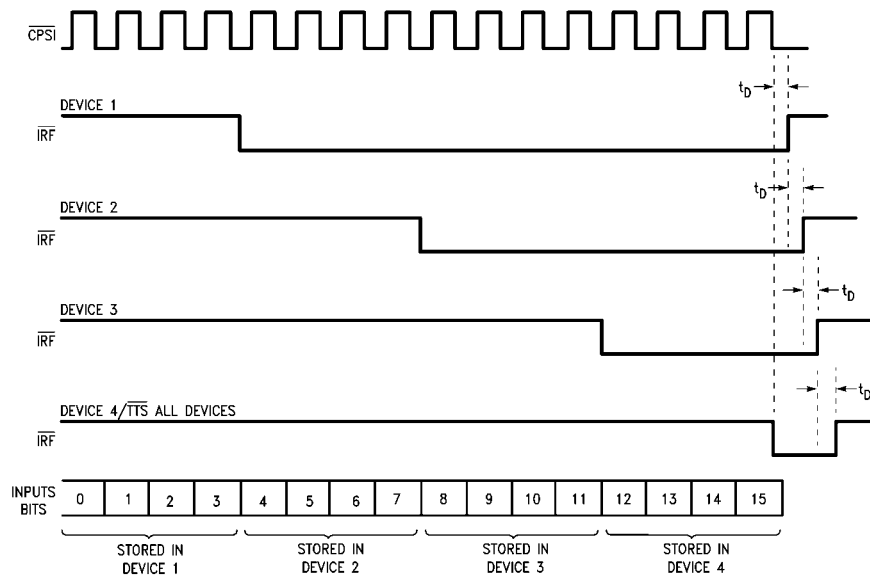 CPSI
t_D
DEVICE 1
IRF
t_D
DEVICE 2
IRF
t_D
DEVICE 3
IRF
t_D
DEVICE 4/TTS ALL DEVICES
IRF
INPUTS BITS
0 1 2 3 4 5 6 7 8 9 10 11 12 13 14 15
STORED IN DEVICE 1
STORED IN DEVICE 2
STORED IN DEVICE 3
STORED IN DEVICE 4